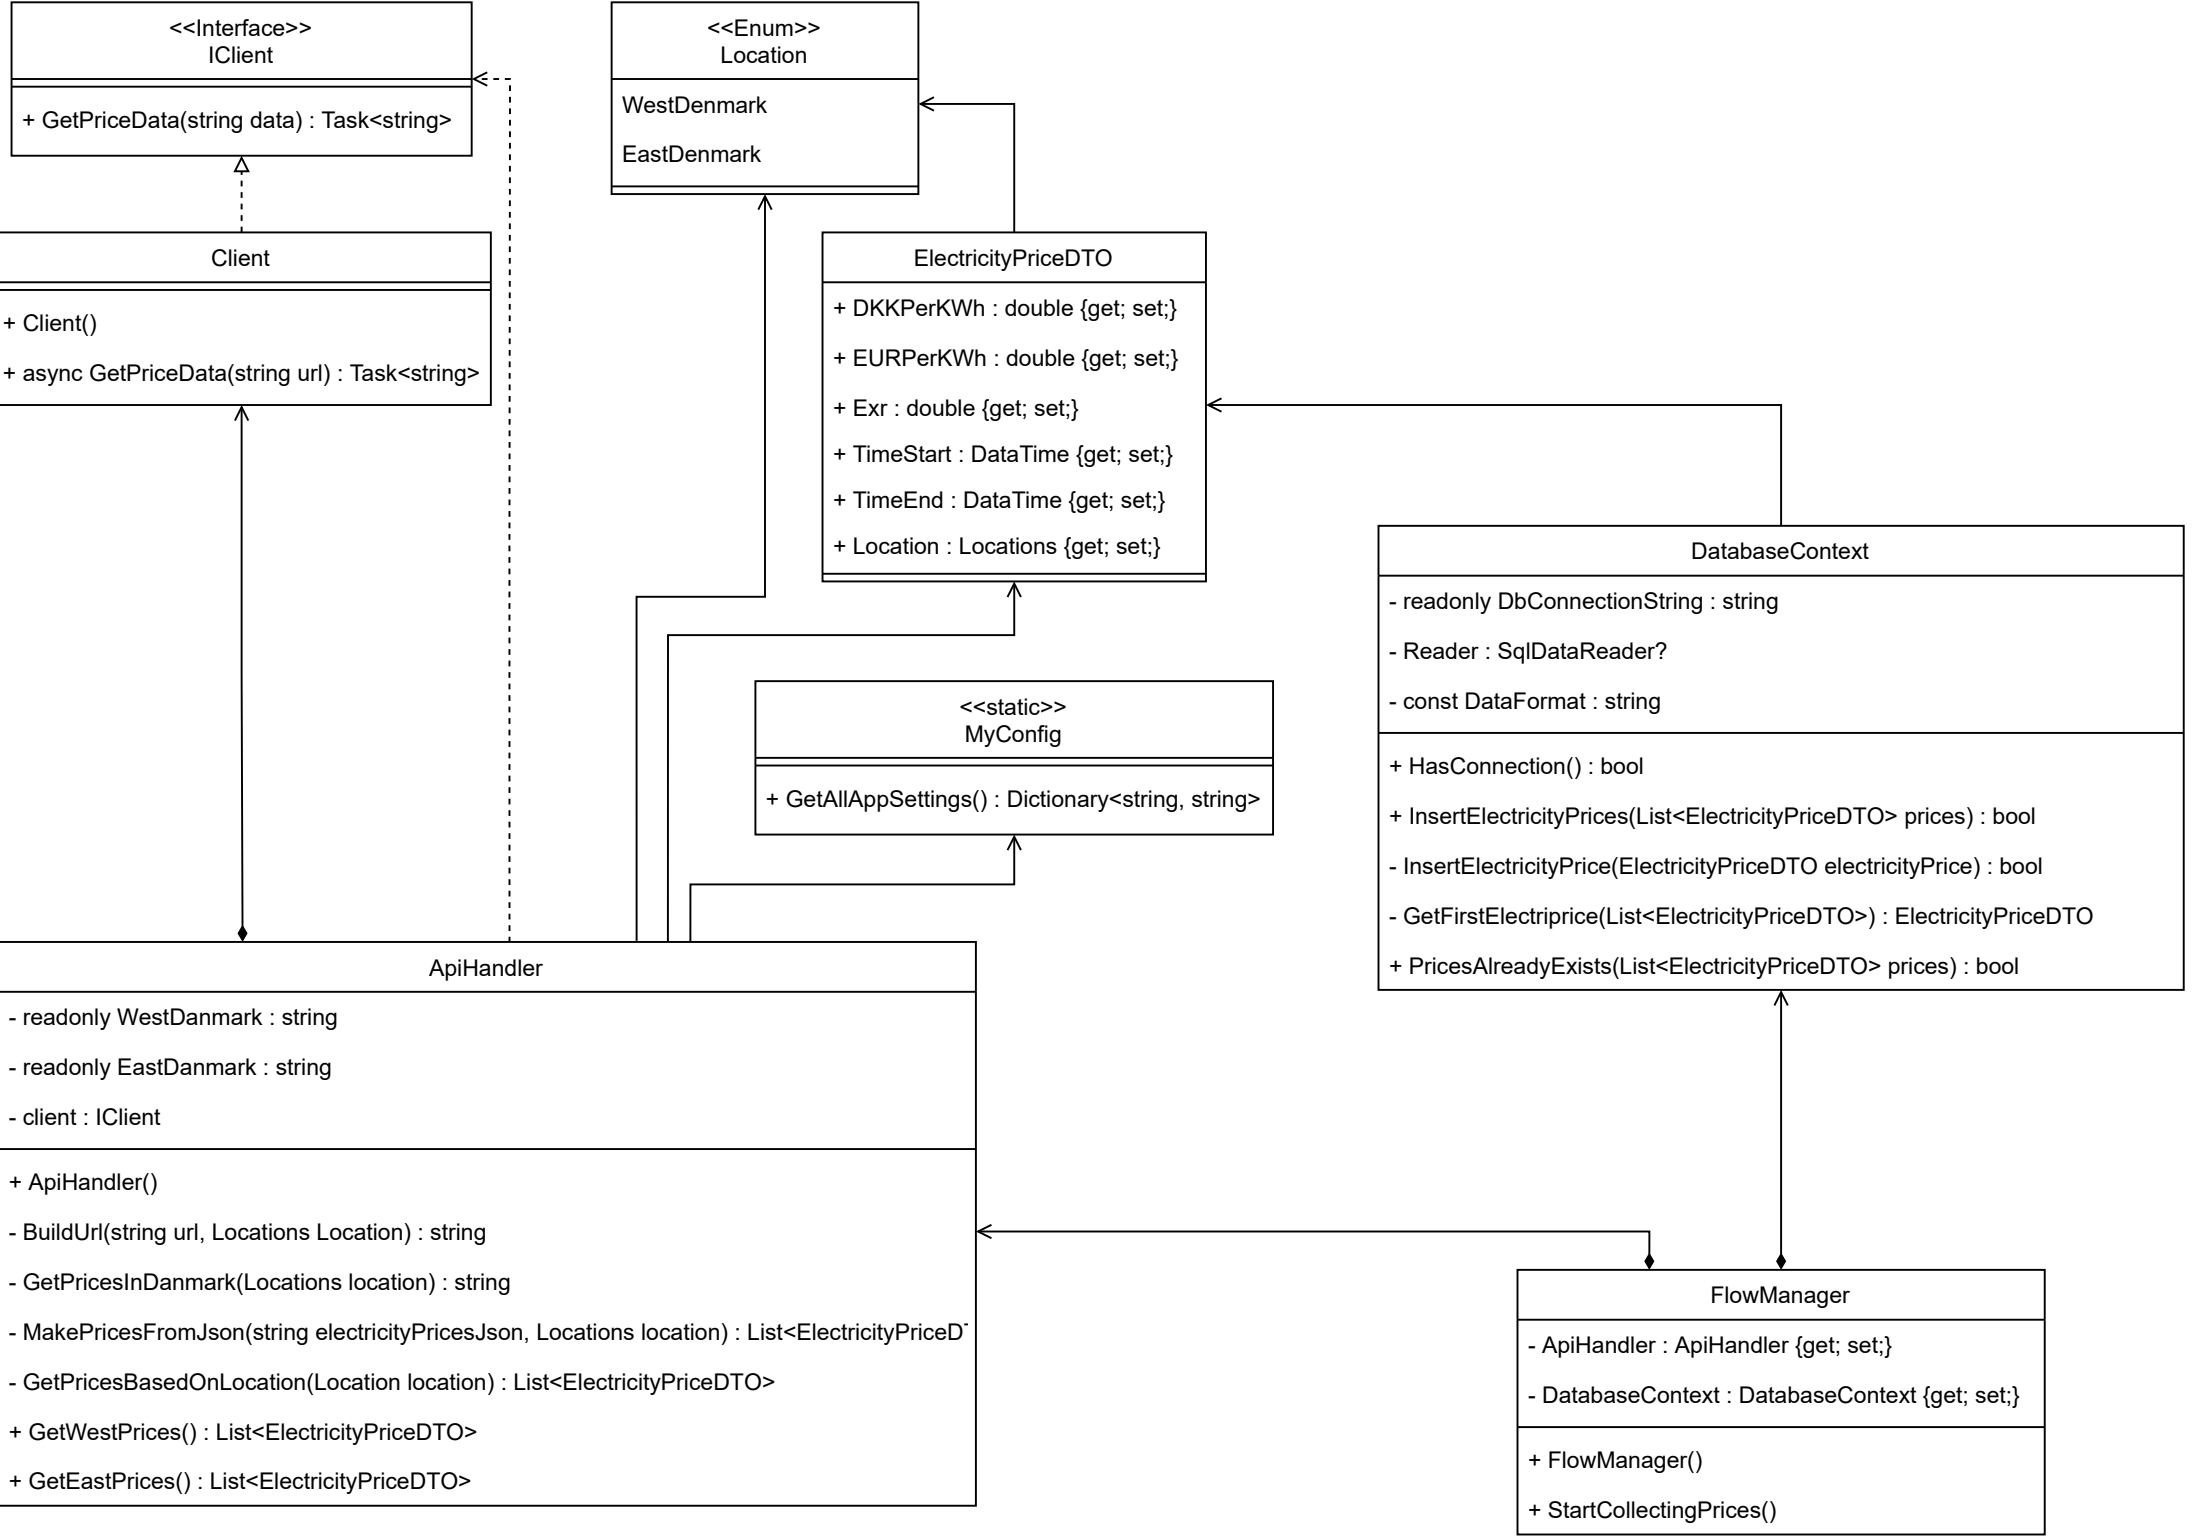 <<Interface>>
IClient
+ GetPriceData(string data) : Task<string>
<<Enum>>
Location
WestDenmark
EastDenmark
Client
+ Client()
+ async GetPriceData(string url) : Task<string>
ElectricityPriceDTO
+ DKKPerKWh : double {get; set;}
+ EURPerKWh : double {get; set;}
+ Exr : double {get; set;}
+ TimeStart : DataTime {get; set;}
+ TimeEnd : DataTime {get; set;}
+ Location : Locations {get; set;}
DatabaseContext
- readonly DbConnectionString : string
- Reader : SqlDataReader?
- const DataFormat : string
+ HasConnection() : bool
+ InsertElectricityPrices(List<ElectricityPriceDTO> prices) : bool
- InsertElectricityPrice(ElectricityPriceDTO electricityPrice) : bool
- GetFirstElectriprice(List<ElectricityPriceDTO>) : ElectricityPriceDTO
+ PricesAlreadyExists(List<ElectricityPriceDTO> prices) : bool
<<static>>
MyConfig
+ GetAllAppSettings() : Dictionary<string, string>
ApiHandler
- readonly WestDanmark : string
- readonly EastDanmark : string
- client : IClient
+ ApiHandler()
- BuildUrl(string url, Locations Location) : string
- GetPricesInDanmark(Locations location) : string
- MakePricesFromJson(string electricityPricesJson, Locations location) : List<ElectricityPriceD
- GetPricesBasedOnLocation(Location location) : List<ElectricityPriceDTO>
+ GetWestPrices() : List<ElectricityPriceDTO>
+ GetEastPrices() : List<ElectricityPriceDTO>
FlowManager
- ApiHandler : ApiHandler {get; set;}
- DatabaseContext : DatabaseContext {get; set;}
+ FlowManager()
+ StartCollectingPrices()